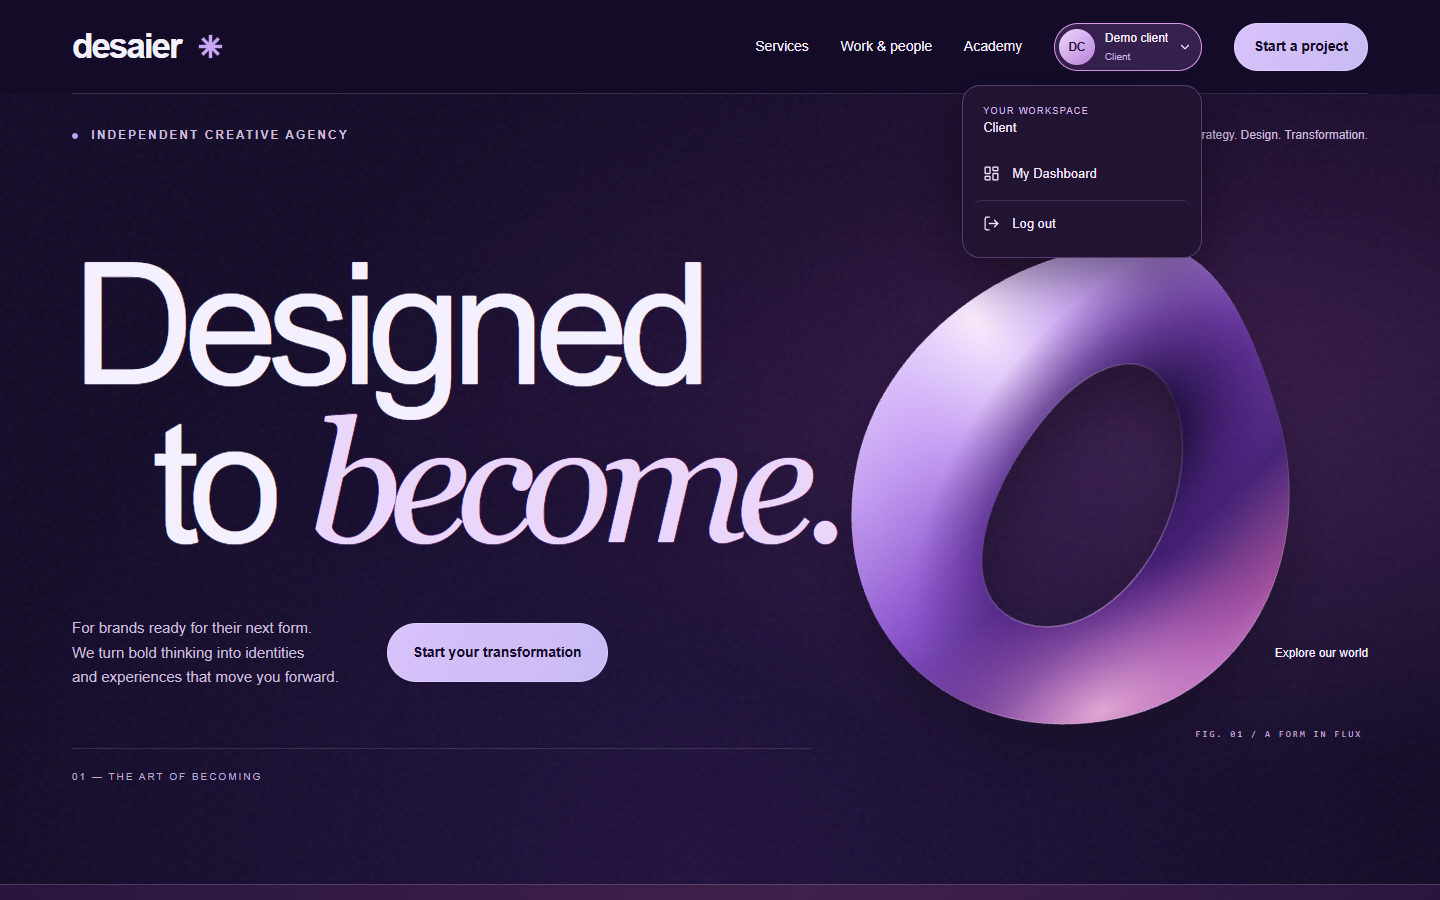 desaier
Services
Work & people
Academy
DC
Demo client
Client
Start a project
INDEPENDENT CREATIVE AGENCY
YOUR WORKSPACE
Client
My Dashboard
Log out
Design. Transformation.
Designed
to become.
For brands ready for their next form.
We turn bold thinking into identities
and experiences that move you forward.
Start your transformation
Explore our world
FIG. 01 / A FORM IN FLUX
01 — THE ART OF BECOMING